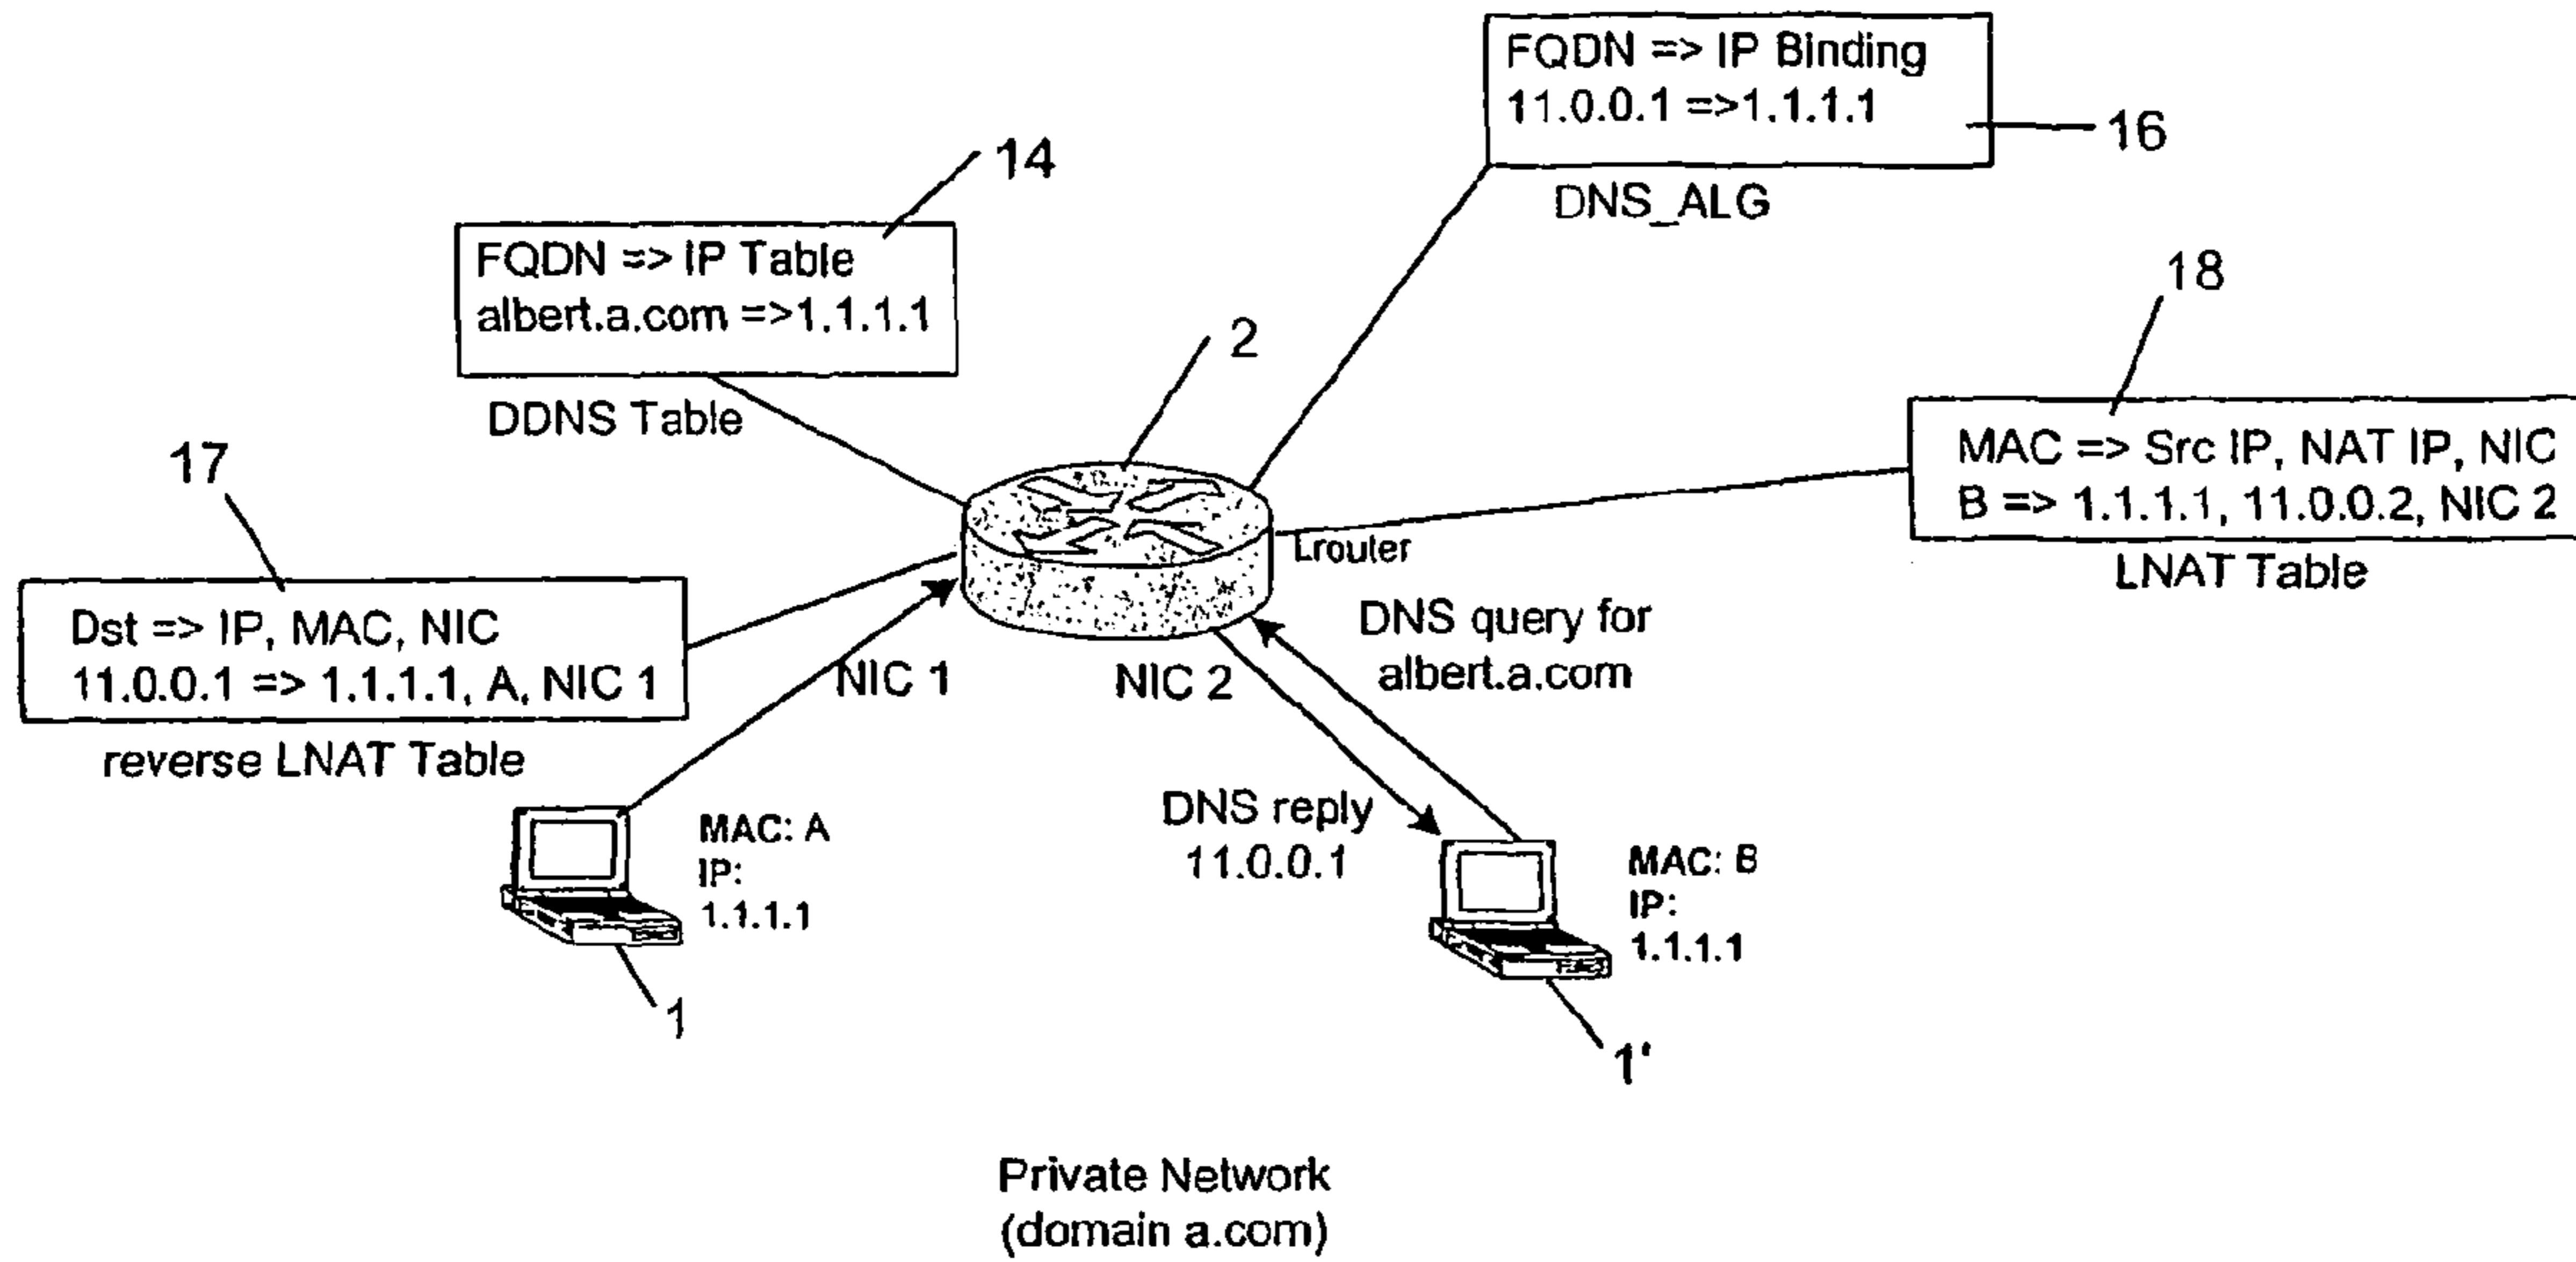 FQDN => IP Binding
11.0.0.1 =>1.1.1.1
16
DNS_ALG
14
FQDN => IP Table
albert.a.com =>1.1.1.1
DDNS Table
2
18
MAC => Src IP, NAT IP, NIC
B => 1.1.1.1, 11.0.0.2, NIC 2
LNAT Table
17
Dst => IP, MAC, NIC
11.0.0.1 => 1.1.1.1, A, NIC 1
reverse LNAT Table
Lrouter
NIC 1
NIC 2
DNS query for
albert.a.com
DNS reply
11.0.0.1
MAC: A
IP:
1.1.1.1
1
MAC: B
IP:
1.1.1.1
1'
Private Network
(domain a.com)